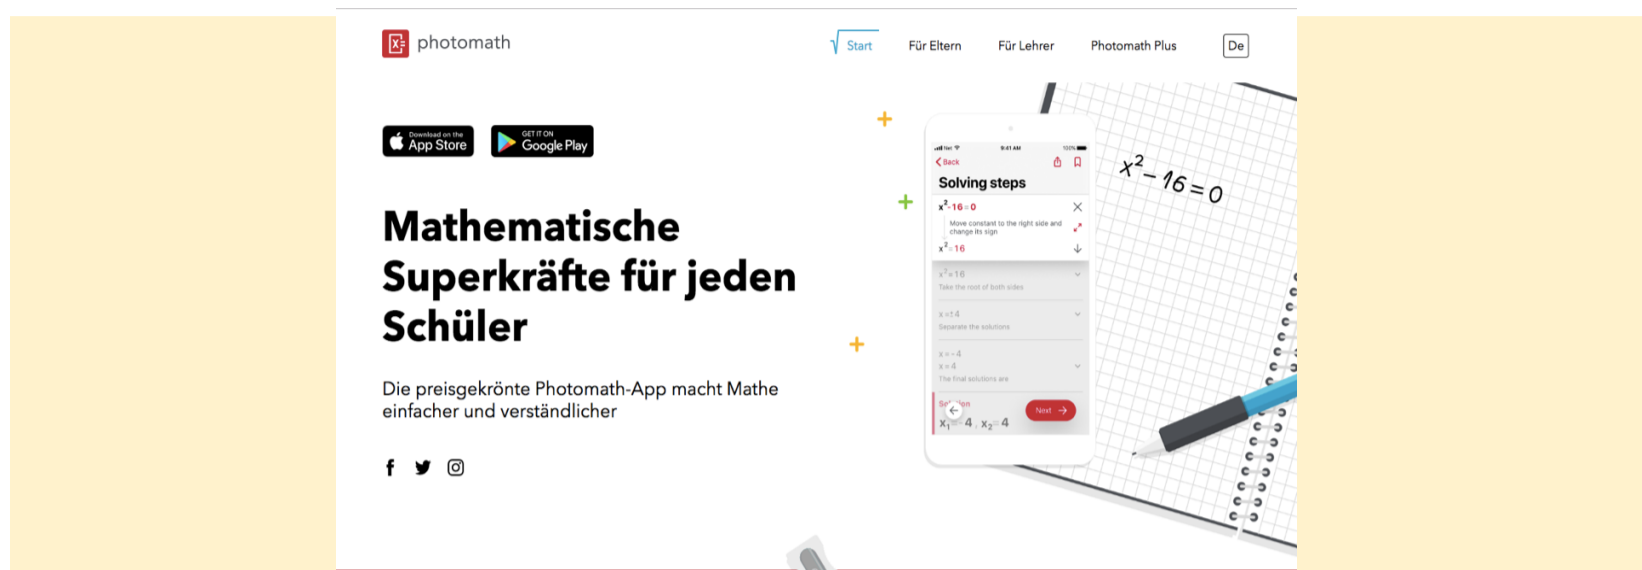 photomath
Start
Für Eltern
Für Lehrer
Photomath Plus
De
Download on the
App Store
GET IT ON
Google Play
Mathematische
Superkräfte für jeden
Schüler
Die preisgekrönte Photomath-App macht Mathe
einfacher und verständlicher
9:41 AM
100%
Back
Solving steps
x²-16=0
Move constant to the right side and
change its sign
x²=16
x²=16
Take the root of both sides
x=±4
Separate the solutions
x=-4
x=4
The final solutions are
Next
x₁=-4, x₂=4
x²-16=0